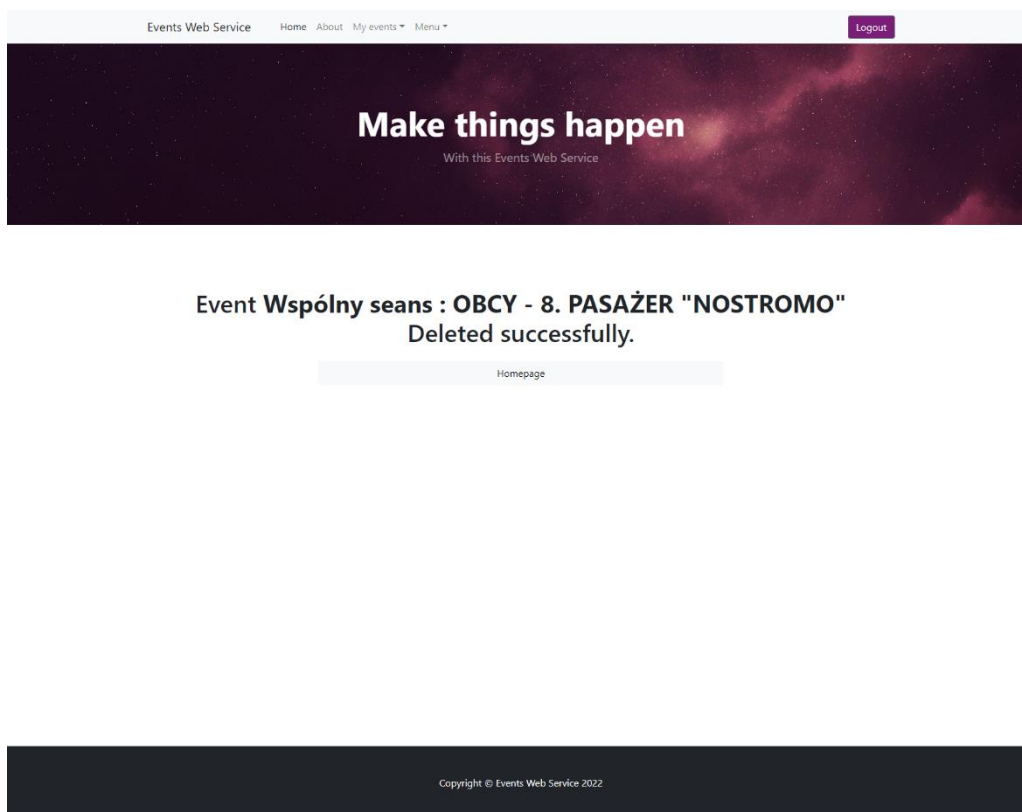 Events Web Service Home About My events Menu Logout
Make things happen
With this Events Web Service
Event Wspólny seans : OBCY - 8. PASAŻER "NOSTROMO"
Deleted successfully.
Homepage
Copyright © Events Web Service 2022